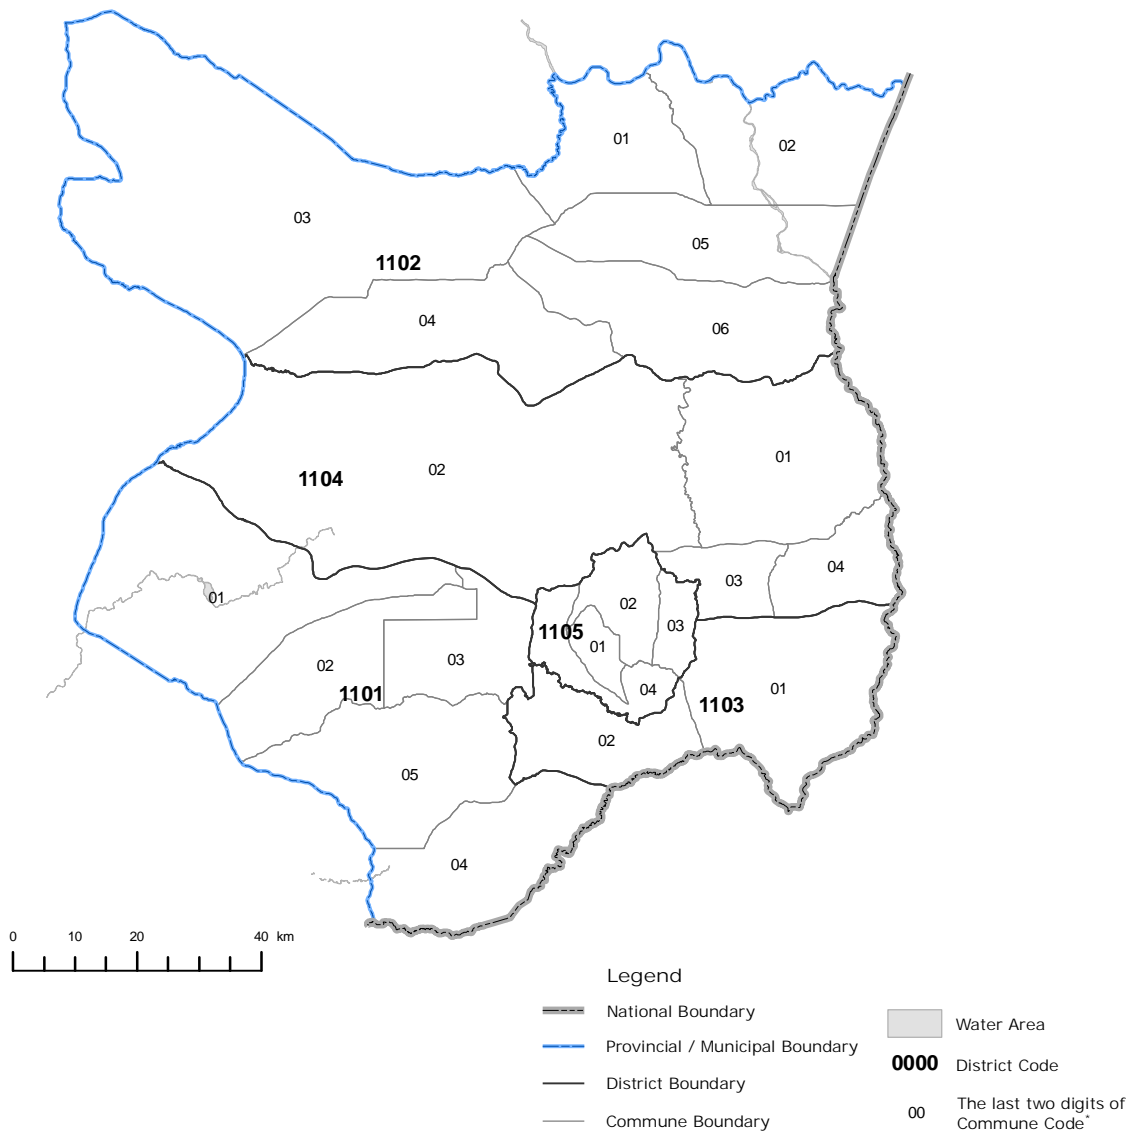 01
02
03
05
1102
04
06
01
02
1104
03
04
01
02
1105
03
01
02
03
1101
04
01
1103
02
05
04
0 10 20 40 km
Legend
National Boundary
Provincial / Municipal Boundary
District Boundary
Commune Boundary
Water Area
0000 District Code
00 The last two digits of
Commune Code*